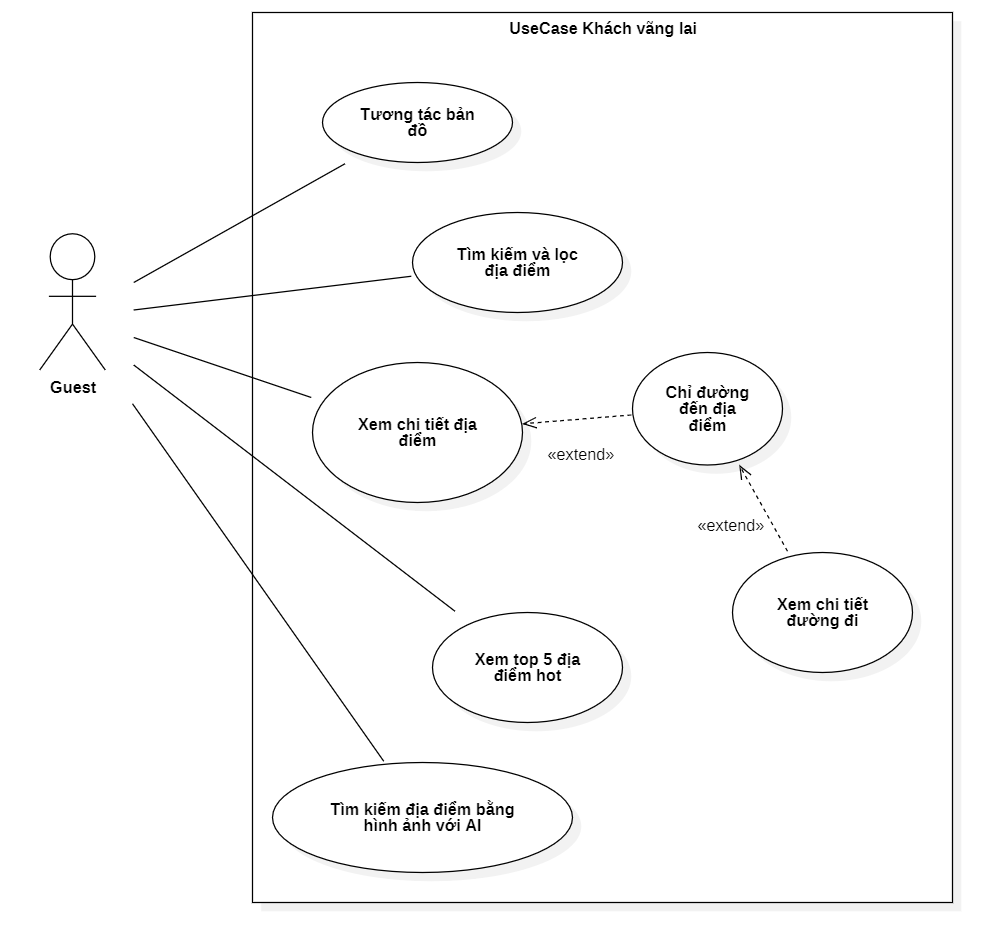 UseCase Khách vãng lai
Tương tác bản
đồ
Tìm kiếm và lọc
địa điểm
Guest
Xem chi tiết địa
điểm
Chỉ đường
đến địa
điểm
«extend»
«extend»
Xem chi tiết
đường đi
Xem top 5 địa
điểm hot
Tìm kiếm địa điểm bằng
hình ảnh với AI